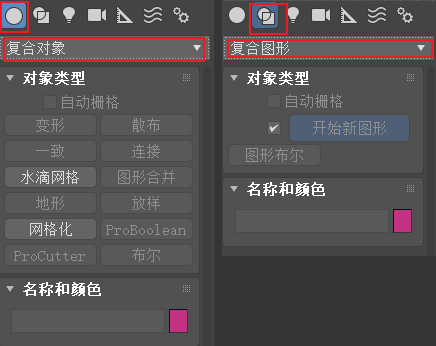 复合对象
对象类型
自动栅格
变形 散布
一致 连接
水滴网格 图形合并
地形 放样
网格化 ProBoolean
ProCutter 布尔
名称和颜色
复合图形
对象类型
自动栅格
开始新图形
图形布尔
名称和颜色